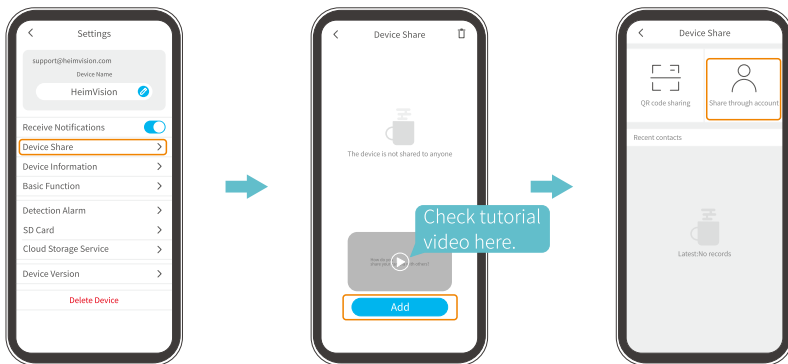 Settings
support@heimvision.com
Device Name
HeimVision
Receive Notifications
Device Share
Device Information
Basic Function
Detection Alarm
SD Card
Cloud Storage Service
Device Version
Delete Device
Device Share
The device is not shared to anyone
Check tutorial
video here.
Add
Device Share
QR code sharing
Share through account
Recent contacts
Latest:No records